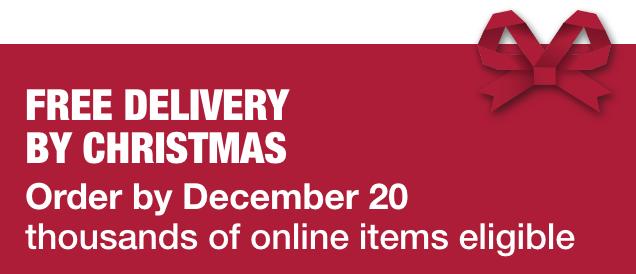 FREE DELIVERY
BY CHRISTMAS
Order by December 20
thousands of online items eligible